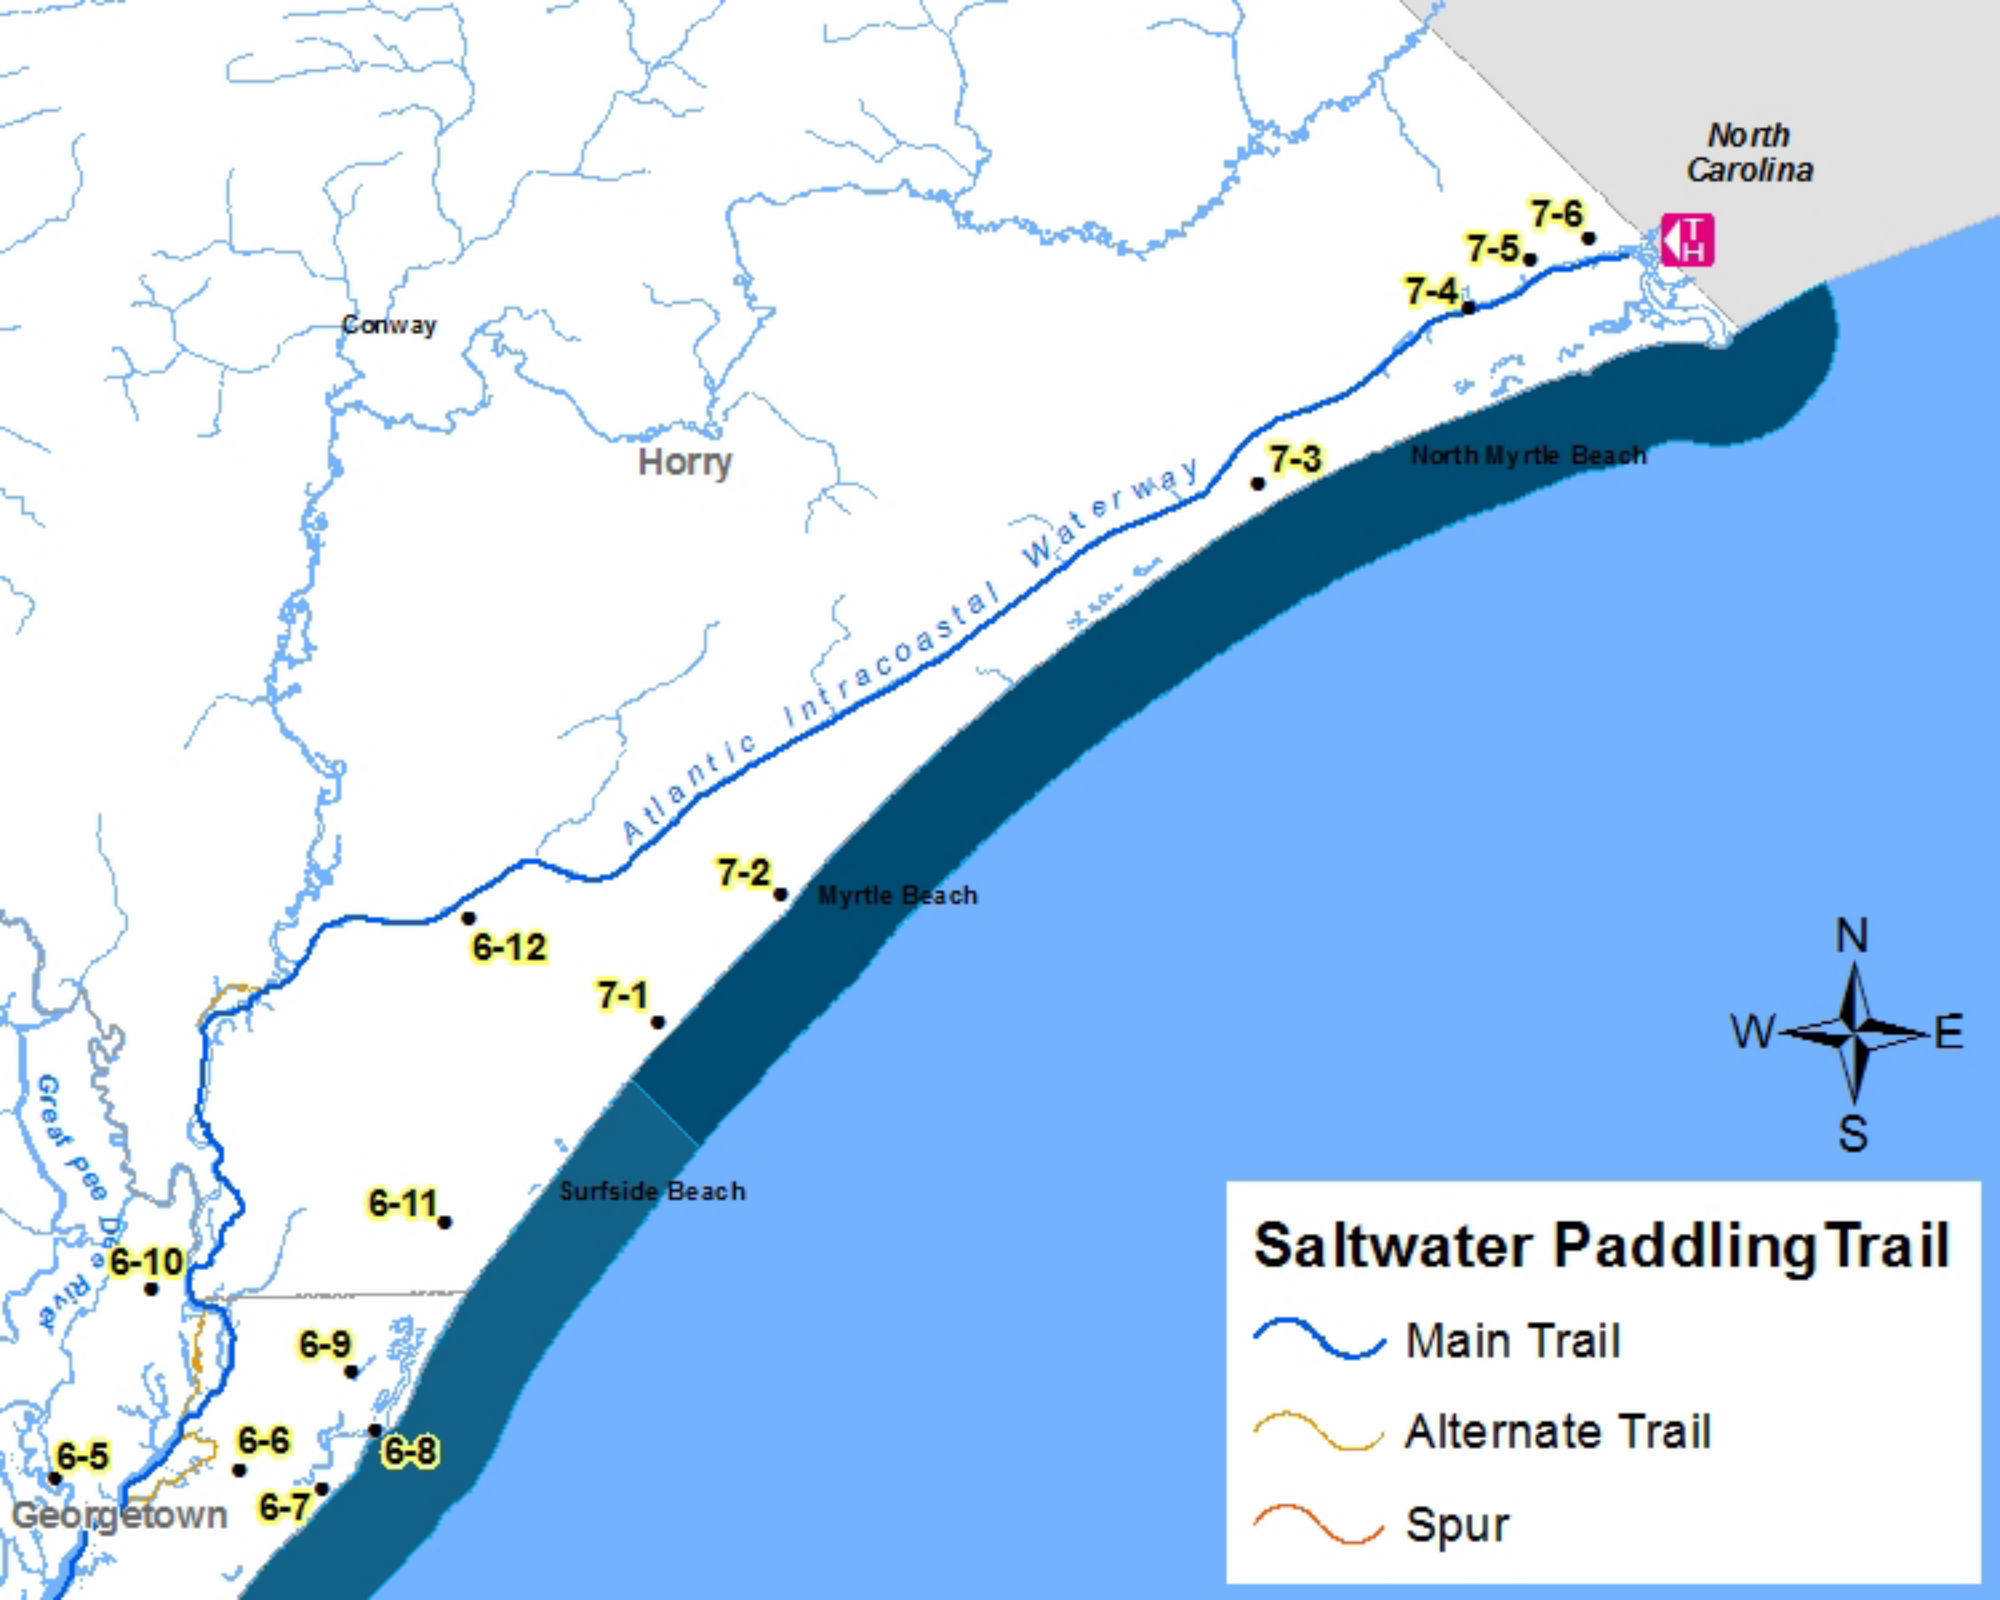 North
Carolina
7-6
T
H
7-5
7-4
Conway
Horry
North Myrtle Beach
7-3
Atlantic Intracoastal Waterway
7-2
Myrtle Beach
6-12
N
7-1
W
E
S
Great Pee Dee River
Surfside Beach
6-11
6-10
6-9
6-8
6-6
6-5
6-7
Georgetown
Saltwater Paddling Trail
Main Trail
Alternate Trail
Spur